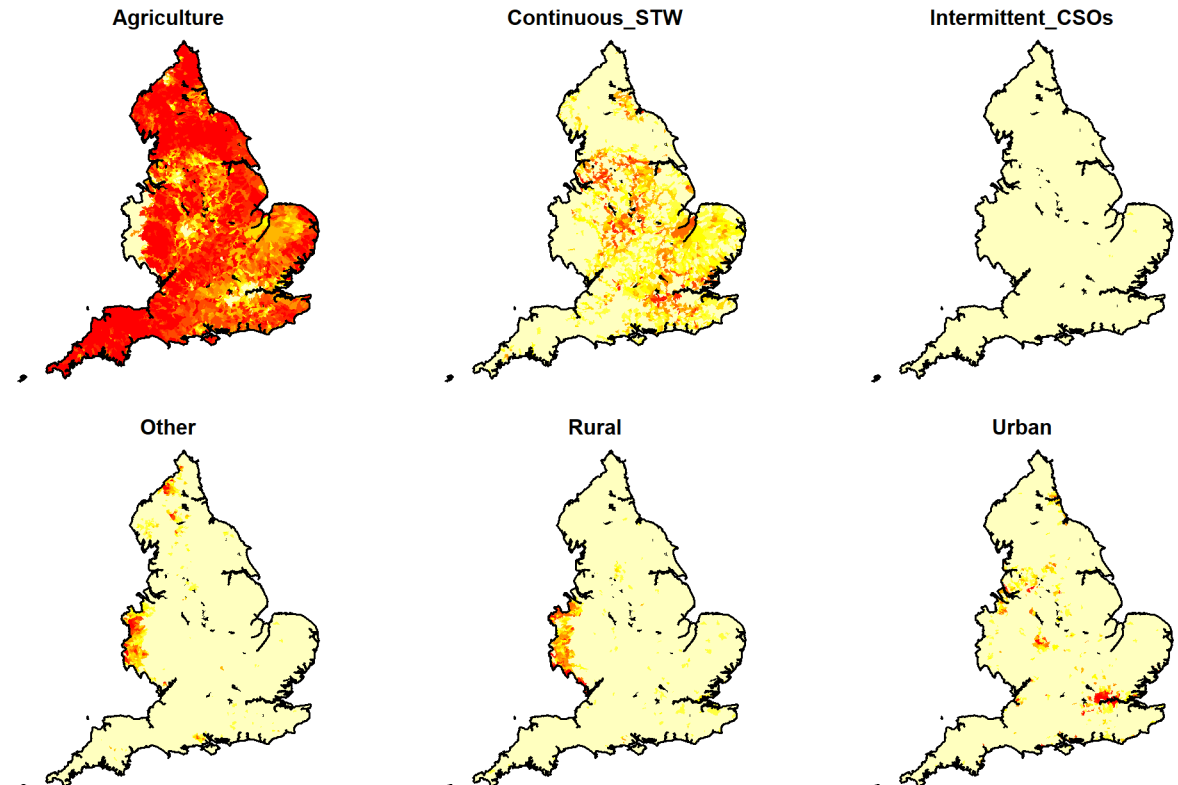 Agriculture
Continuous_STW
Intermittent_CSOs
Other
Rural
Urban